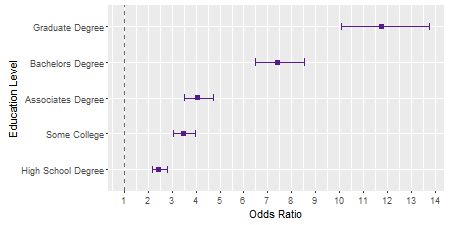 Graduate Degree
Bachelors Degree
Associates Degree
Some College
High School Degree
Education Level
1 2 3 4 5 6 7 8 9 10 11 12 13 14
Odds Ratio